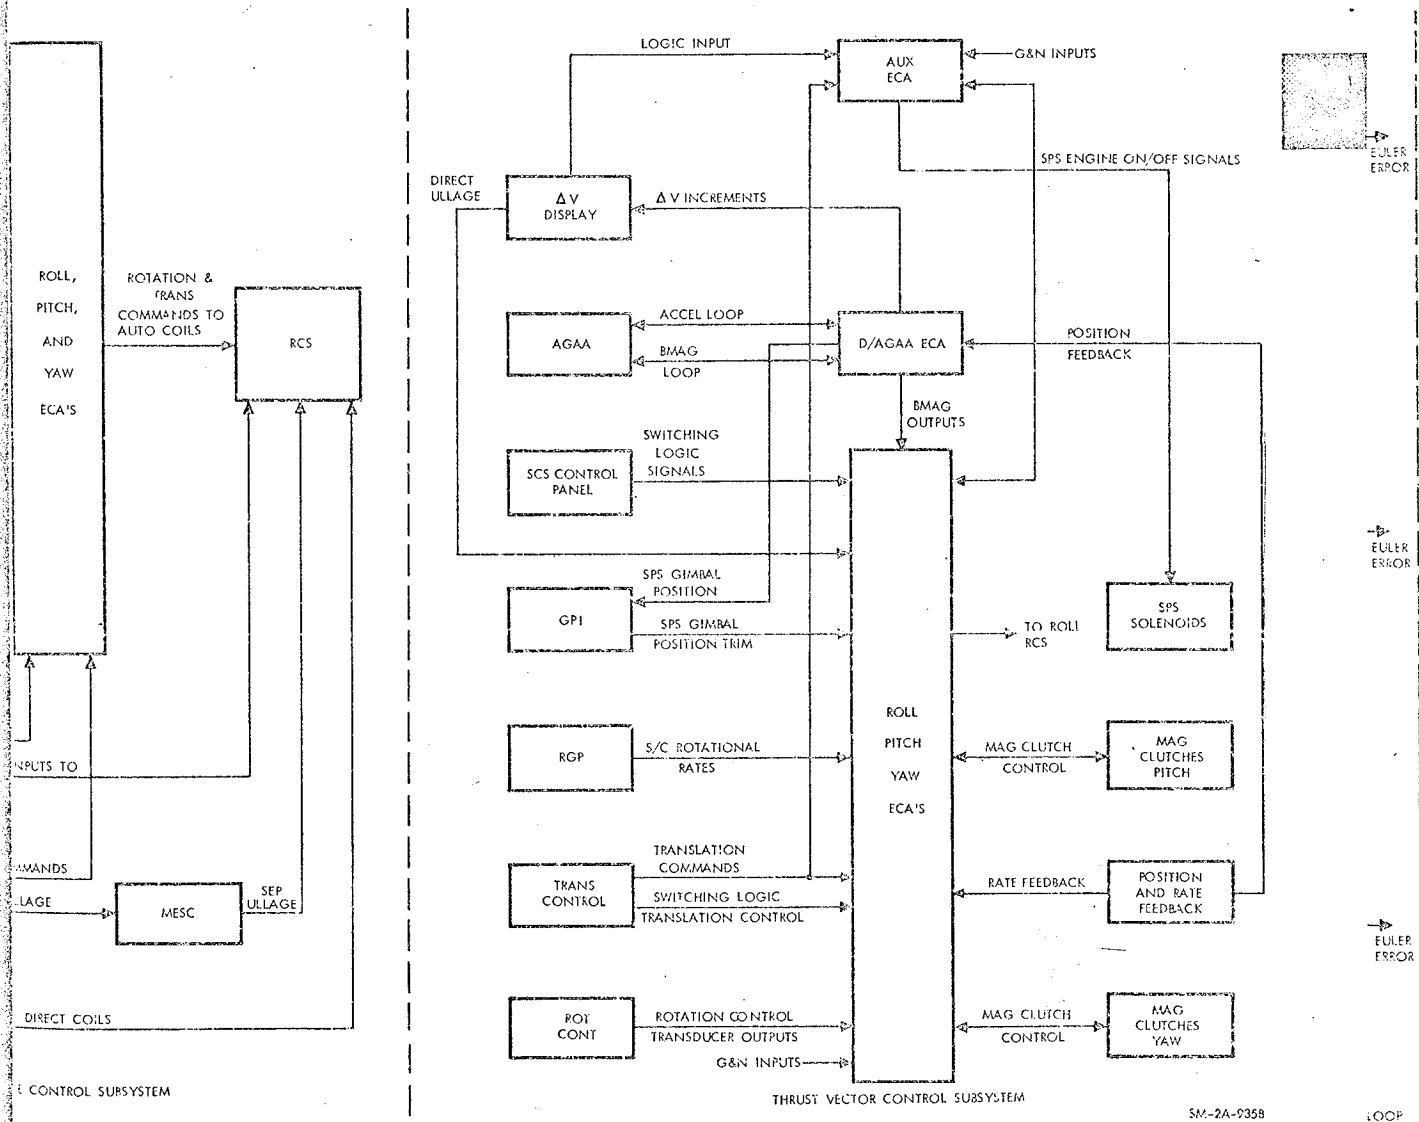 ROLL,
PITCH,
AND
YAW
ECA'S
ROTATION &
TRANS
COMMANDS TO
AUTO COILS
RCS
NPUTS TO
MMANDS
LAGE
MESC
SEP
ULLAGE
DIRECT COILS
CONTROL SUBSYSTEM
LOGIC INPUT
AUX
ECA
G&N INPUTS
SPS ENGINE ON/OFF SIGNALS
DIRECT
ULLAGE
Δ V
DISPLAY
Δ V INCREMENTS
AGAA
ACCEL LOOP
BMAG
LOOP
D/AGAA ECA
POSITION
FEEDBACK
BMAG
OUTPUTS
SCS CONTROL
PANEL
SWITCHING
LOGIC
SIGNALS
SPS GIMBAL
POSITION
GPI
SPS GIMBAL
POSITION TRIM
TO ROLL
RCS
SPS
SOLENOIDS
ROLL
PITCH
YAW
ECA'S
RGP
S/C ROTATIONAL
RATES
MAG CLUTCH
CONTROL
MAG
CLUTCHES
PITCH
TRANS
CONTROL
TRANSLATION
COMMANDS
SWITCHING LOGIC
TRANSLATION CONTROL
RATE FEEDBACK
POSITION
AND RATE
FEEDBACK
ROT
CONT
ROTATION CONTROL
TRANSDUCER OUTPUTS
G&N INPUTS
MAG CLUTCH
CONTROL
MAG
CLUTCHES
YAW
THRUST VECTOR CONTROL SUBSYSTEM
SM-2A-935B
EULER
ERROR
EULER
ERROR
EULER
ERROR
LOOP